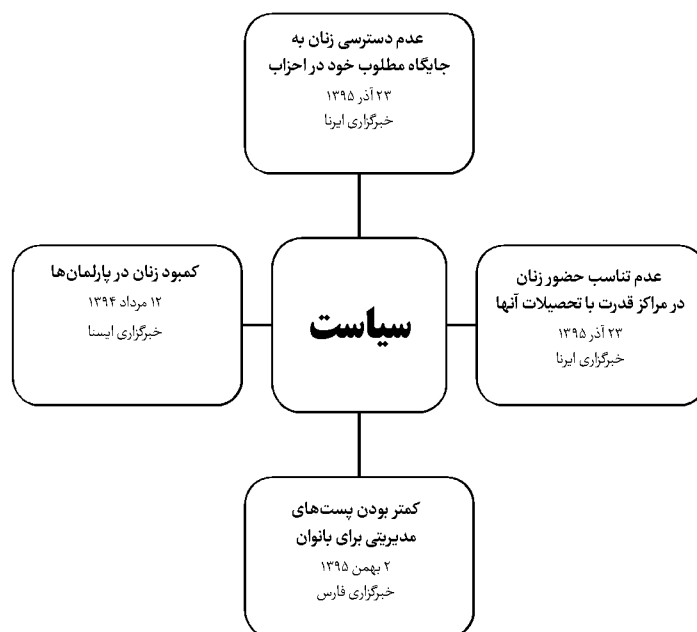 عدم دسترسی زنان به
جایگاه مطلوب خود در احزاب
۲۳ آذر ۱۳۹۵
خبرگزاری ایرنا
عدم تناسب حضور زنان
در مراکز قدرت با تحصیلات آنها
۲۳ آذر ۱۳۹۵
خبرگزاری ایرنا
سیاست
کمبود زنان در پارلمان‌ها
۱۲ مرداد ۱۳۹۴
خبرگزاری ایسنا
کمتر بودن پست‌های
مدیریتی برای بانوان
۲ بهمن ۱۳۹۵
خبرگزاری فارس